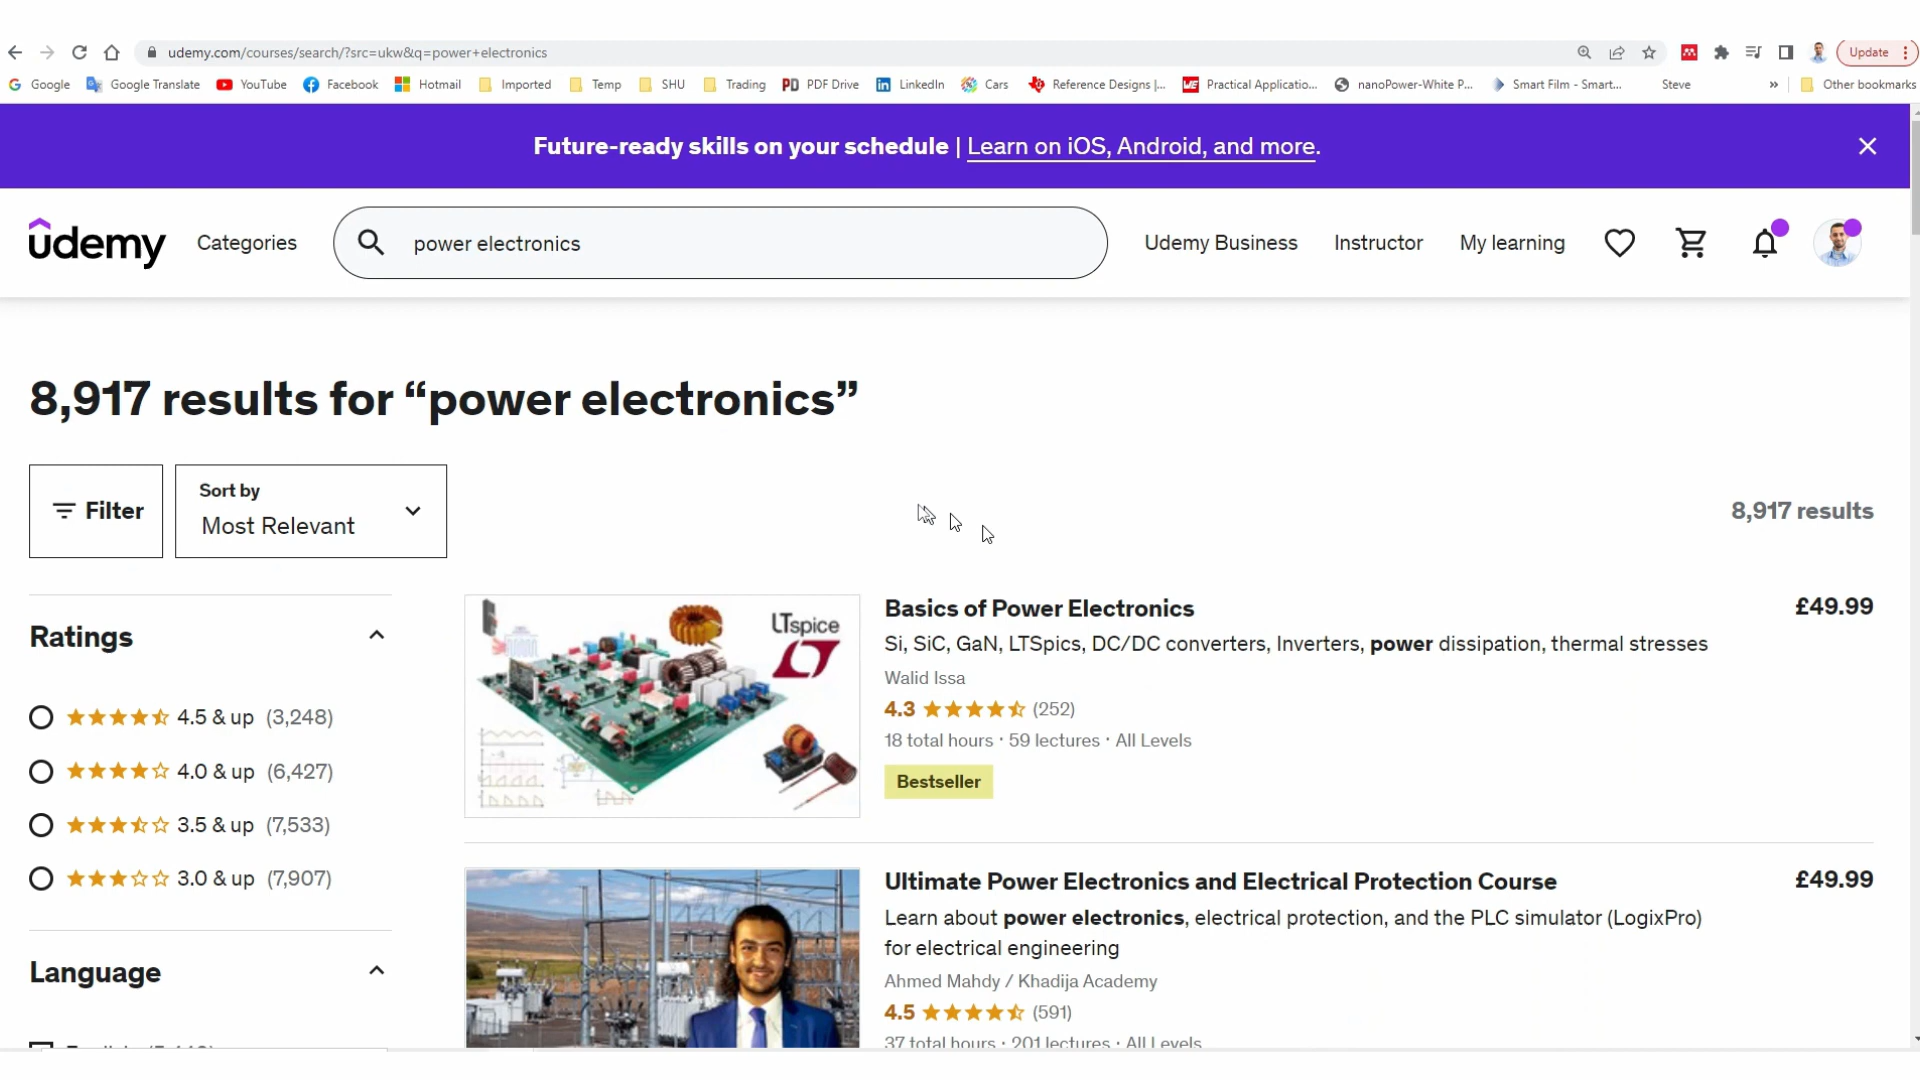 udemy.com/courses/search/?src=ukw&q=power+electronics
Update
Google
Google Translate
YouTube
Facebook
Hotmail
Imported
Temp
SHU
Trading
PD PDF Drive
LinkedIn
Cars
Reference Designs |...
Practical Applicatio...
nanoPower-White P...
Smart Film - Smart...
Steve
»
Other bookmarks
Future-ready skills on your schedule | Learn on iOS, Android, and more.
udemy
Categories
power electronics
Udemy Business
Instructor
My learning
8,917 results for “power electronics”
Filter
Sort by
Most Relevant
8,917 results
Ratings
4.5 & up (3,248)
4.0 & up (6,427)
3.5 & up (7,533)
3.0 & up (7,907)
Language
LTspice
Basics of Power Electronics
£49.99
Si, SiC, GaN, LTSpics, DC/DC converters, Inverters, power dissipation, thermal stresses
Walid Issa
4.3 (252)
18 total hours · 59 lectures · All Levels
Bestseller
Ultimate Power Electronics and Electrical Protection Course
£49.99
Learn about power electronics, electrical protection, and the PLC simulator (LogixPro)
for electrical engineering
Ahmed Mahdy / Khadija Academy
4.5 (591)
37 total hours · 201 lectures · All Levels